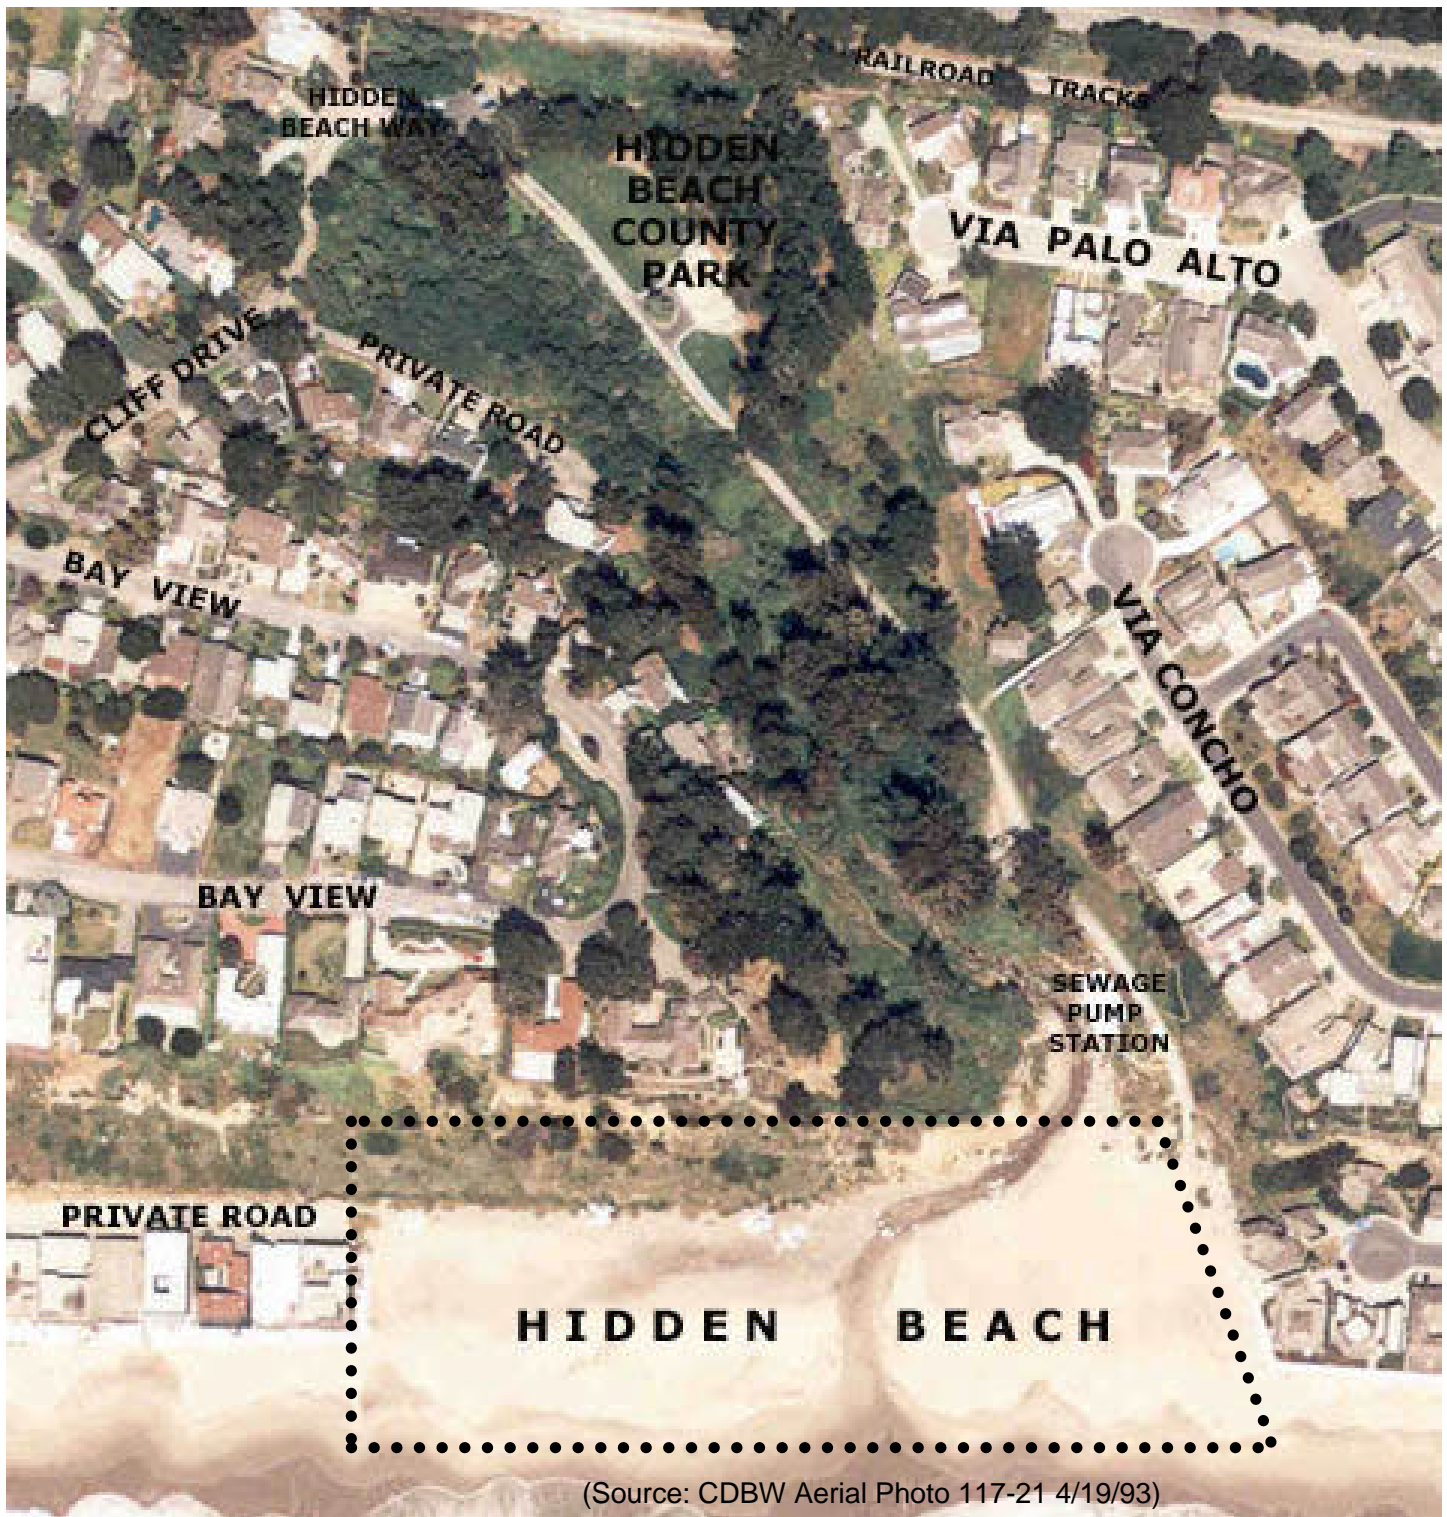 RAILROAD TRACKS
HIDDEN
BEACH WAY
HIDDEN
BEACH
COUNTY
PARK
VIA PALO ALTO
CLIFF DRIVE
PRIVATE ROAD
BAY VIEW
VIA CONCHO
BAY VIEW
SEWAGE
PUMP
STATION
PRIVATE ROAD
HIDDEN BEACH
(Source: CDBW Aerial Photo 117-21 4/19/93)